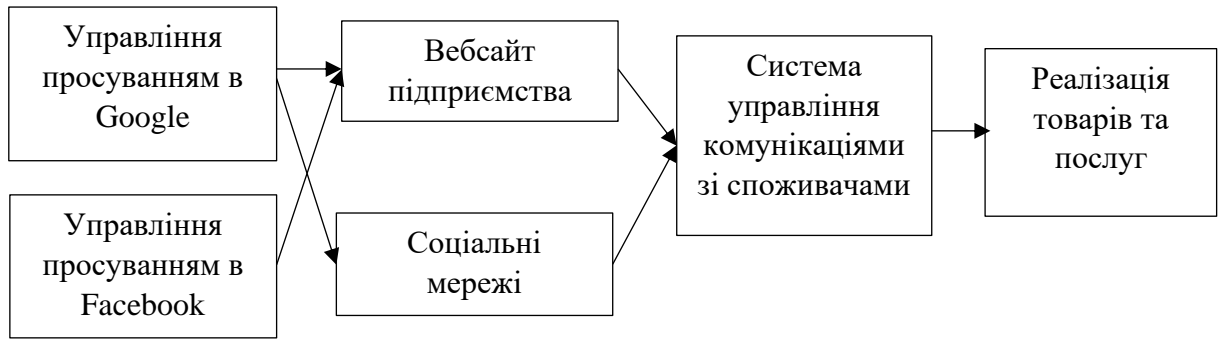 Управління
просуванням в
Google
Управління
просуванням в
Facebook
Вебсайт
підприємства
Соціальні
мережі
Система
управління
комунікаціями
зі споживачами
Реалізація
товарів та
послуг